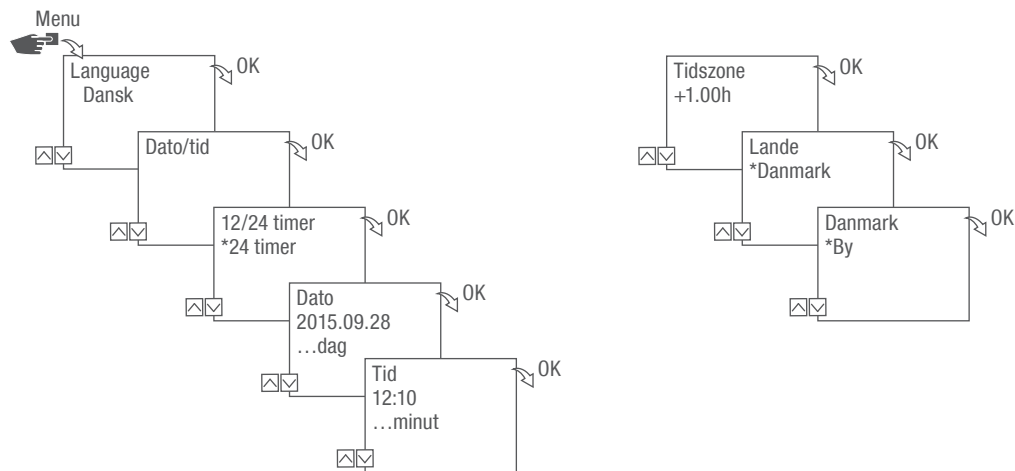 Menu
Language
Dansk
OK
Dato/tid
OK
12/24 timer
*24 timer
OK
Dato
2015.09.28
…dag
OK
Tid
12:10
…minut
OK
Tidszone
+1.00h
OK
Lande
*Danmark
OK
Danmark
*By
OK